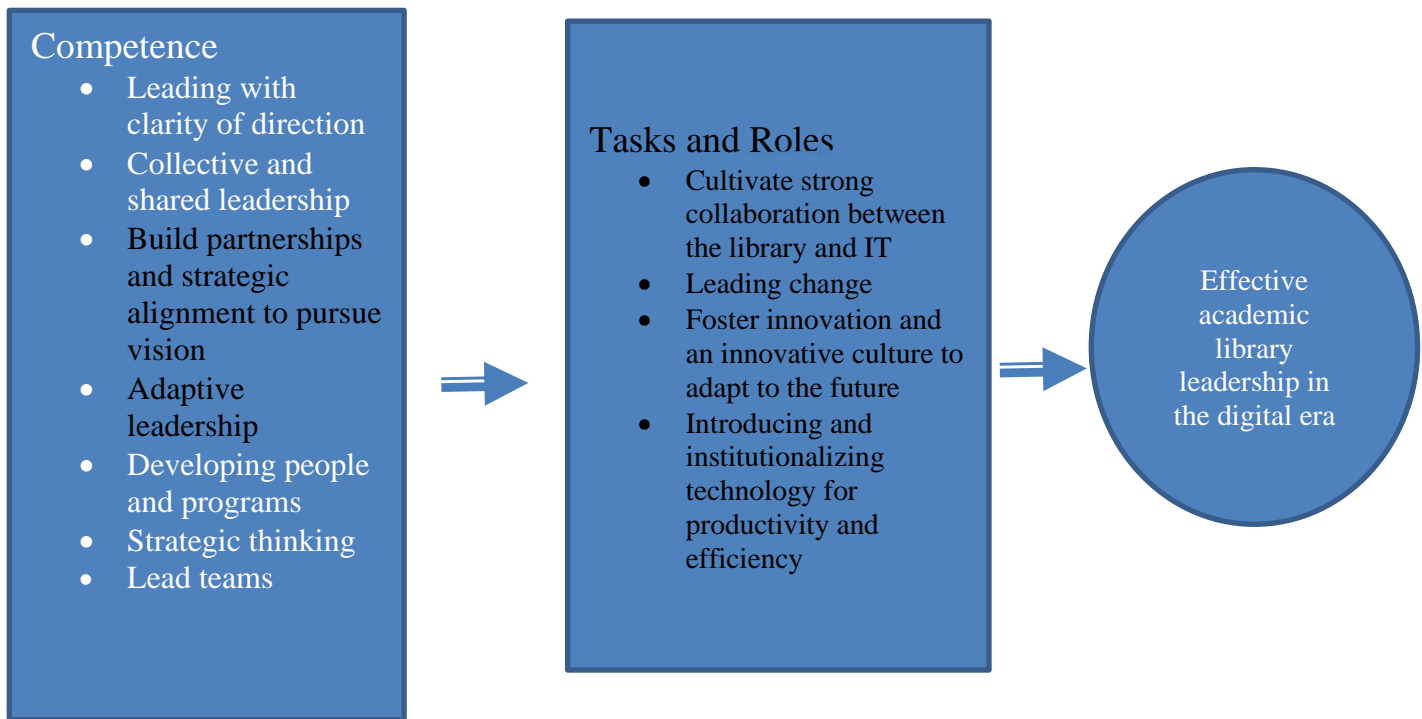 Competence
• Leading with
clarity of direction
• Collective and
shared leadership
• Build partnerships
and strategic
alignment to pursue
vision
• Adaptive
leadership
• Developing people
and programs
• Strategic thinking
• Lead teams
Tasks and Roles
• Cultivate strong
collaboration between
the library and IT
• Leading change
• Foster innovation and
an innovative culture to
adapt to the future
• Introducing and
institutionalizing
technology for
productivity and
efficiency
Effective
academic
library
leadership in
the digital era